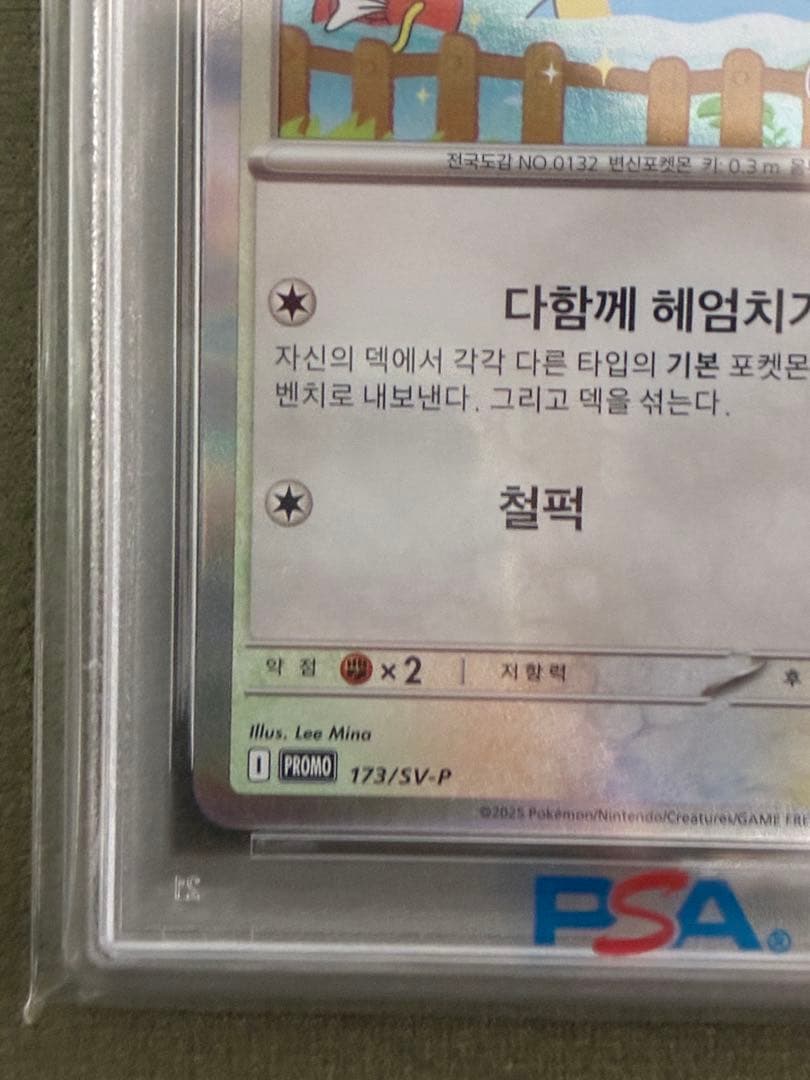 전국도감 NO.0132 변신포켓몬 키: 0.3 m
다함께 헤엄치기
자신의 덱에서 각각 다른 타입의 기본 포켓몬
벤치로 내보낸다. 그리고 덱을 섞는다.
철퍽
약점 ×2 저항력 후
Illus. Lee Mina
I PROMO 173/SV-P
©2025 Pokémon/Nintendo/Creatures/GAME FRE
PSA®